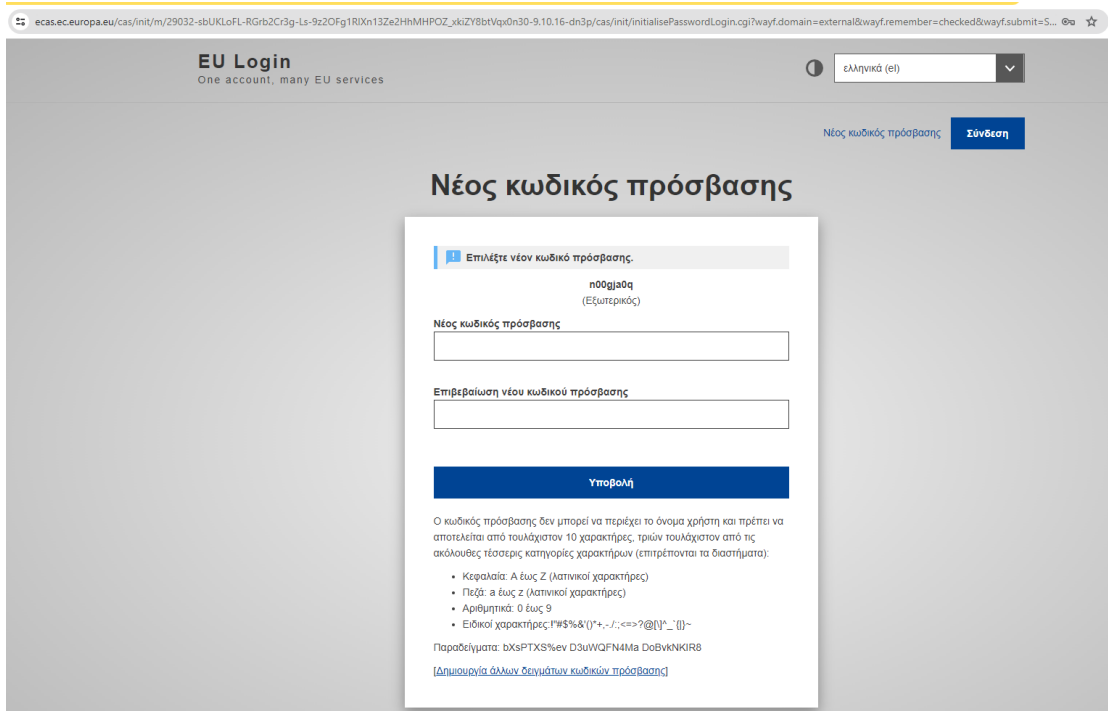 ecas.ec.europa.eu/cas/init/m/29032-sbUKLoFL-RGrb2Cr3g-Ls-9z2OFg1RIXn13Ze2HhMHPOZ_xkiZY8btVqx0n30-9.10.16-dn3p/cas/init/initialisePasswordLogin.cgi?wayf.domain=external&wayf.remember=checked&wayf.submit=S...
EU Login
One account, many EU services
ελληνικά (el)
Νέος κωδικός πρόσβασης
Σύνδεση
Νέος κωδικός πρόσβασης
Επιλέξτε νέον κωδικό πρόσβασης.
n00gja0q
(Εξωτερικός)
Νέος κωδικός πρόσβασης
Επιβεβαίωση νέου κωδικού πρόσβασης
Υποβολή
Ο κωδικός πρόσβασης δεν μπορεί να περιέχει το όνομα χρήστη και πρέπει να
αποτελείται από τουλάχιστον 10 χαρακτήρες, τριών τουλάχιστον από τις
ακόλουθες τέσσερις κατηγορίες χαρακτήρων (επιτρέπονται τα διαστήματα):
• Κεφαλαία: A έως Z (λατινικοί χαρακτήρες)
• Πεζά: a έως z (λατινικοί χαρακτήρες)
• Αριθμητικά: 0 έως 9
• Ειδικοί χαρακτήρες:!"#$%&'()*+,-./:;<=>?@[\]^_`{|}~
Παραδείγματα: bXsPTXS%ev D3uWQFN4Ma DoBvkNKIR8
[Δημιουργία άλλων δειγμάτων κωδικών πρόσβασης]